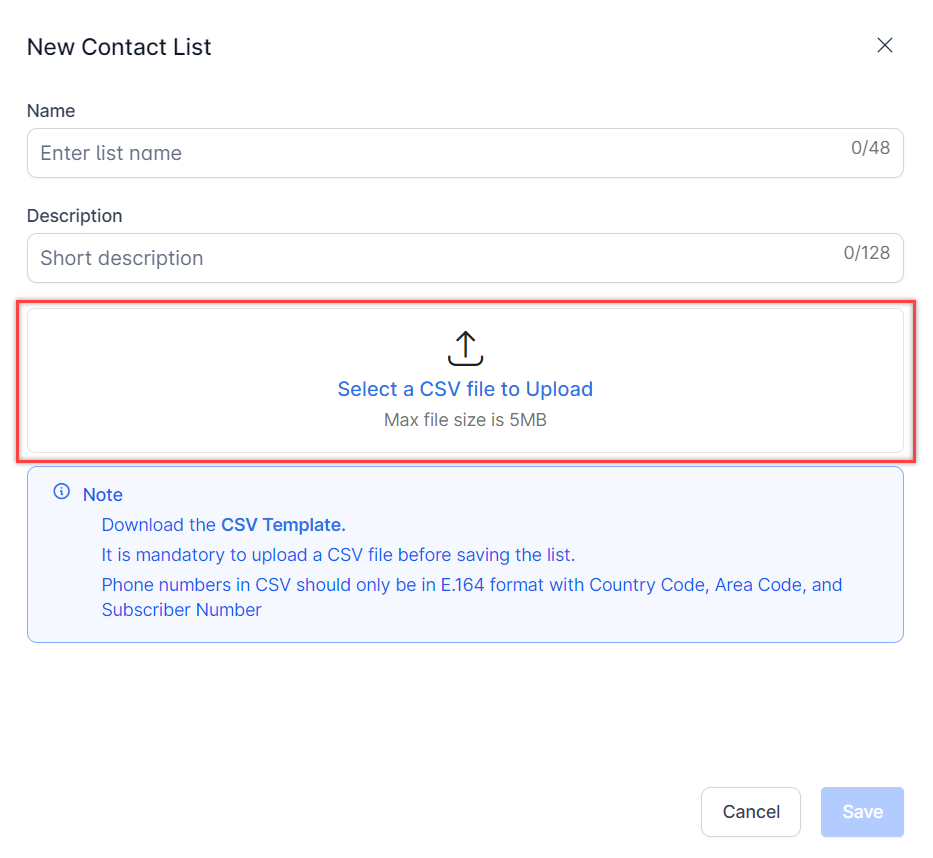 New Contact List
Name
Enter list name
0/48
Description
Short description
0/128
Select a CSV file to Upload
Max file size is 5MB
Note
Download the CSV Template.
It is mandatory to upload a CSV file before saving the list.
Phone numbers in CSV should only be in E.164 format with Country Code, Area Code, and
Subscriber Number
Cancel
Save